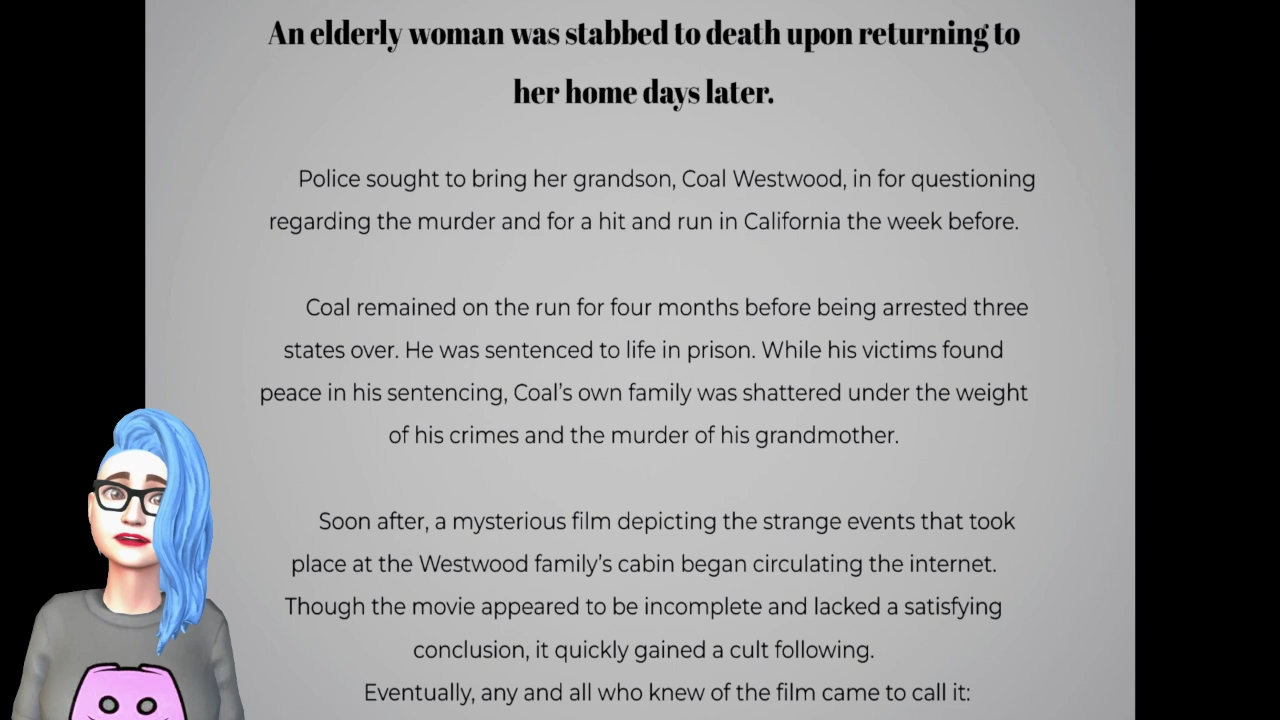 An elderly woman was stabbed to death upon returning to
her home days later.
Police sought to bring her grandson, Coal Westwood, in for questioning
regarding the murder and for a hit and run in California the week before.
Coal remained on the run for four months before being arrested three
states over. He was sentenced to life in prison. While his victims found
peace in his sentencing, Coal’s own family was shattered under the weight
of his crimes and the murder of his grandmother.
Soon after, a mysterious film depicting the strange events that took
place at the Westwood family’s cabin began circulating the internet.
Though the movie appeared to be incomplete and lacked a satisfying
conclusion, it quickly gained a cult following.
Eventually, any and all who knew of the film came to call it: